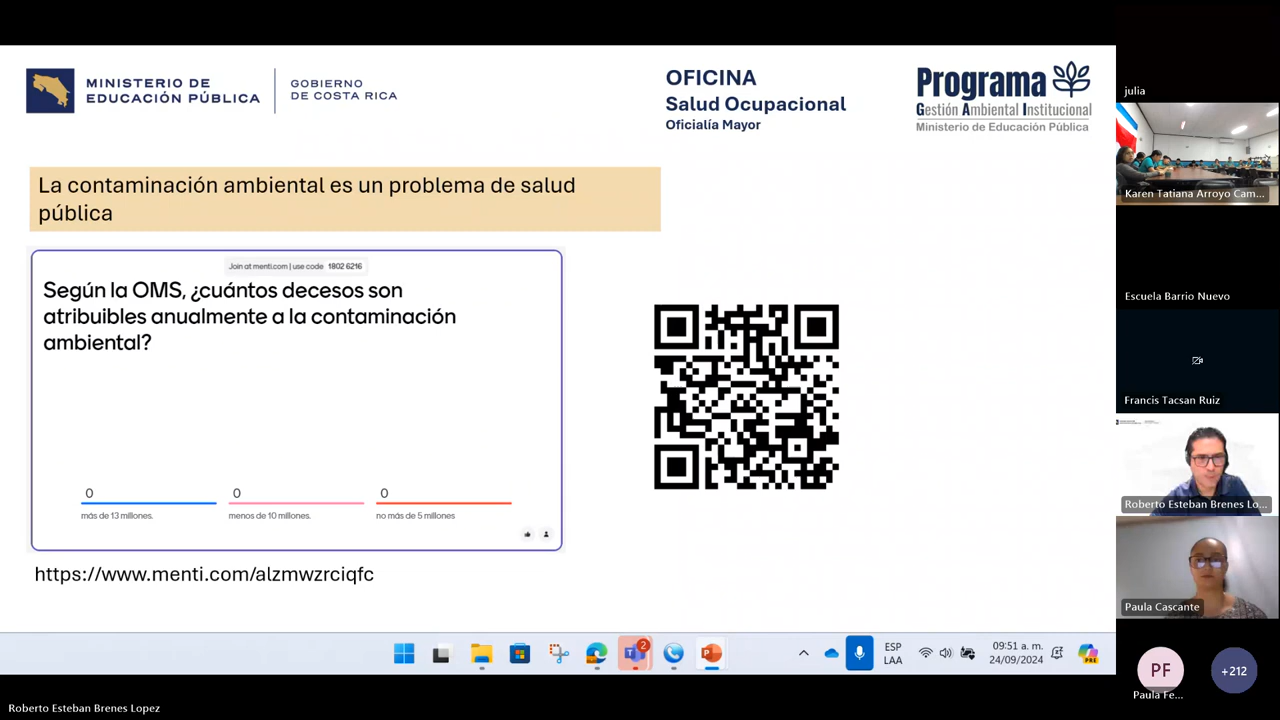 MINISTERIO DE
EDUCACIÓN PÚBLICA
GOBIERNO
DE COSTA RICA
OFICINA
Salud Ocupacional
Oficialía Mayor
Programa
Gestión Ambiental Institucional
Ministerio de Educación Pública
La contaminación ambiental es un problema de salud
pública
Join at menti.com | use code 1802 6216
Según la OMS, ¿cuántos decesos son
atribuibles anualmente a la contaminación
ambiental?
0
0
0
más de 13 millones.
menos de 10 millones.
no más de 5 millones
https://www.menti.com/alzmwzrciqfc
2
ESP
LAA
09:51 a. m.
24/09/2024
PRE
julia
Karen Tatiana Arroyo Cam...
Escuela Barrio Nuevo
Francis Tacsan Ruiz
Roberto Esteban Brenes Lo...
Paula Cascante
PF
Paula Fe...
+212
Roberto Esteban Brenes Lopez